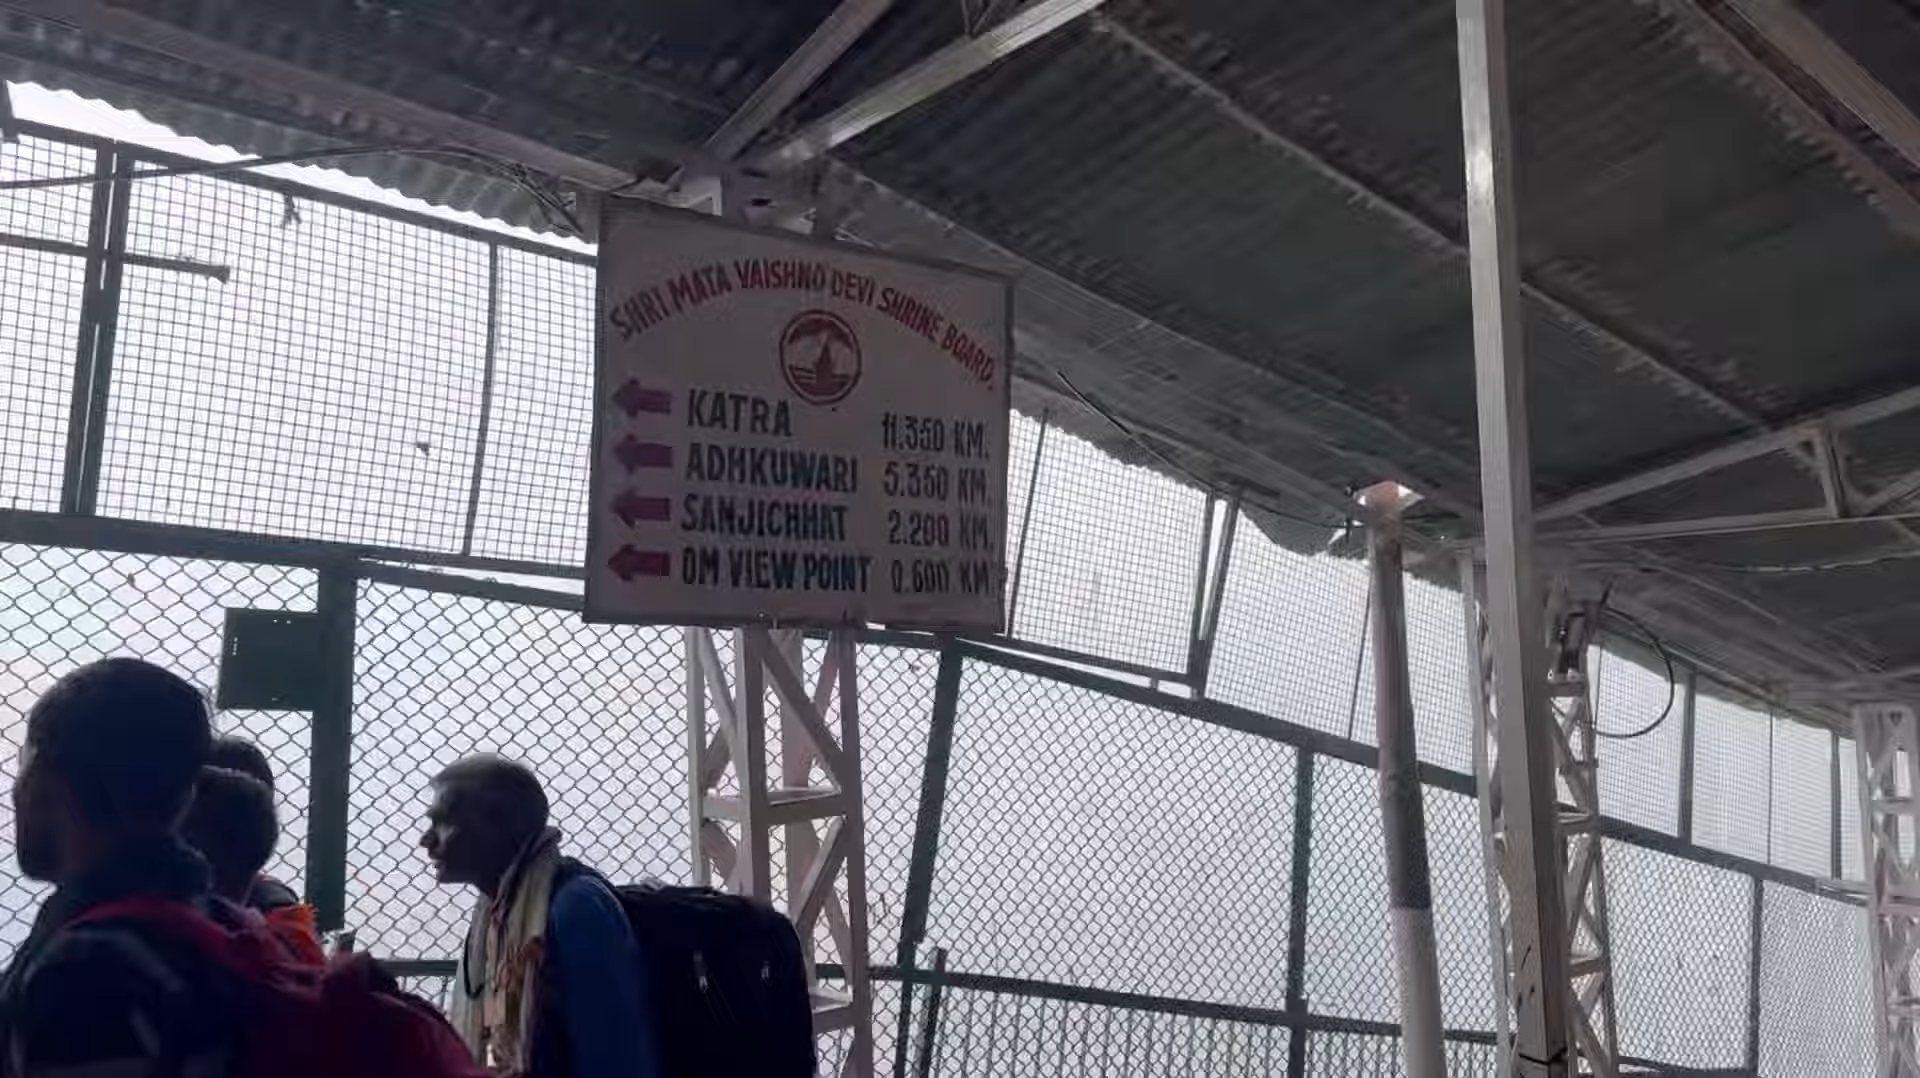 SHRI MATA VAISHNO DEVI SHRINE BOARD.
KATRA 11.350 KM.
ADHKUWARI 5.350 KM.
SANJICHHAT 2.200 KM.
OM VIEW POINT 0.600 KM